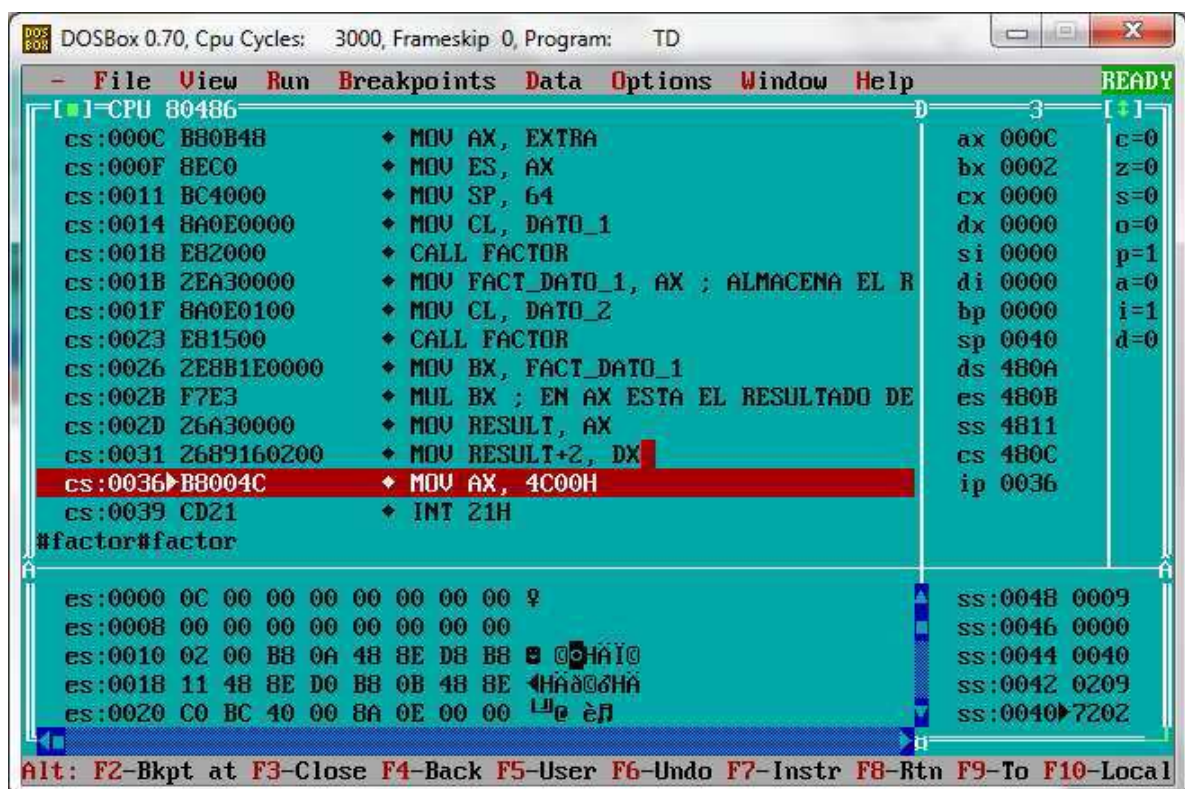 DOSBox 0.70, Cpu Cycles: 3000, Frameskip 0, Program: TD
- File View Run Breakpoints Data Options Window Help READY
[■]=CPU 80486 3 [↕]
cs:000C B80B48 ♦ MOV AX, EXTRA ax 000C c=0
cs:000F 8EC0 ♦ MOV ES, AX bx 0002 z=0
cs:0011 BC4000 ♦ MOV SP, 64 cx 0000 s=0
cs:0014 8A0E0000 ♦ MOV CL, DATO_1 dx 0000 o=0
cs:0018 E82000 ♦ CALL FACTOR si 0000 p=1
cs:001B 2EA30000 ♦ MOV FACT_DATO_1, AX ; ALMACENA EL R di 0000 a=0
cs:001F 8A0E0100 ♦ MOV CL, DATO_2 bp 0000 i=1
cs:0023 E81500 ♦ CALL FACTOR sp 0040 d=0
cs:0026 2E8B1E0000 ♦ MOV BX, FACT_DATO_1 ds 480A
cs:002B F7E3 ♦ MUL BX ; EN AX ESTA EL RESULTADO DE es 480B
cs:002D 26A30000 ♦ MOV RESULT, AX ss 4811
cs:0031 2689160200 ♦ MOV RESULT+2, DX cs 480C
cs:0036►B8004C ♦ MOV AX, 4C00H ip 0036
cs:0039 CD21 ♦ INT 21H
#factor#factor
es:0000 0C 00 00 00 00 00 00 00 ♀ ss:0048 0009
es:0008 00 00 00 00 00 00 00 00 ss:0046 0000
es:0010 02 00 B8 0A 48 8E D8 B8 ss:0044 0040
es:0018 11 48 8E D0 B8 0B 48 8E ss:0042 0209
es:0020 C0 BC 40 00 8A 0E 00 00 ss:0040►7202
Alt: F2-Bkpt at F3-Close F4-Back F5-User F6-Undo F7-Instr F8-Rtn F9-To F10-Local